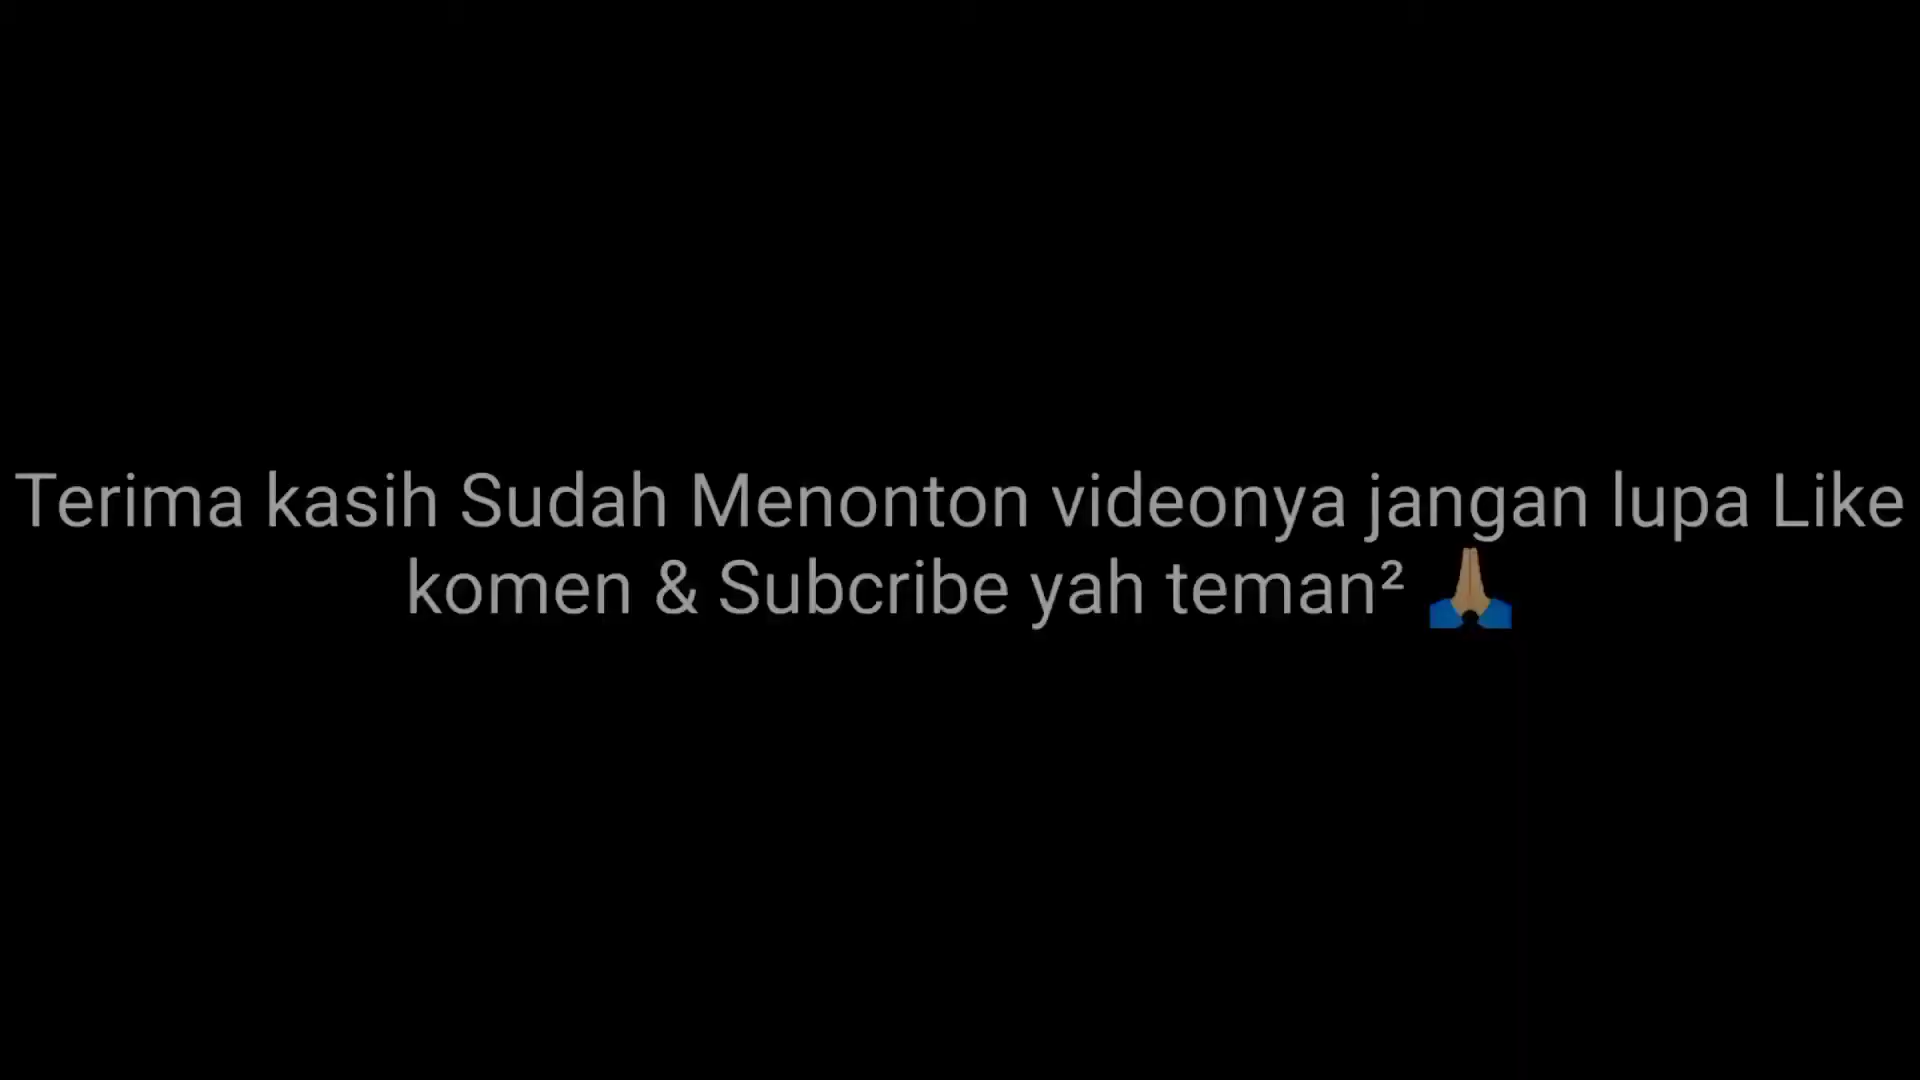 Terima kasih Sudah Menonton videonya jangan lupa Like
komen & Subcribe yah teman² 🙏